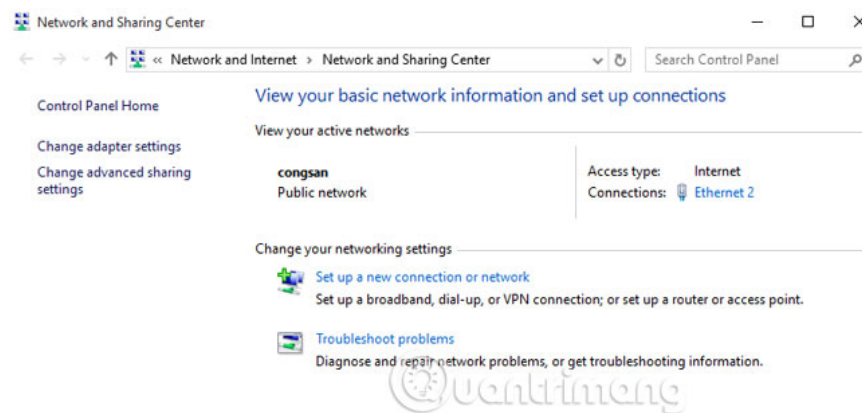 Network and Sharing Center
« Network and Internet › Network and Sharing Center
Search Control Panel
Control Panel Home
Change adapter settings
Change advanced sharing
settings
View your basic network information and set up connections
View your active networks
congsan
Public network
Access type: Internet
Connections: Ethernet 2
Change your networking settings
Set up a new connection or network
Set up a broadband, dial-up, or VPN connection; or set up a router or access point.
Troubleshoot problems
Diagnose and repair network problems, or get troubleshooting information.
Quantrimang